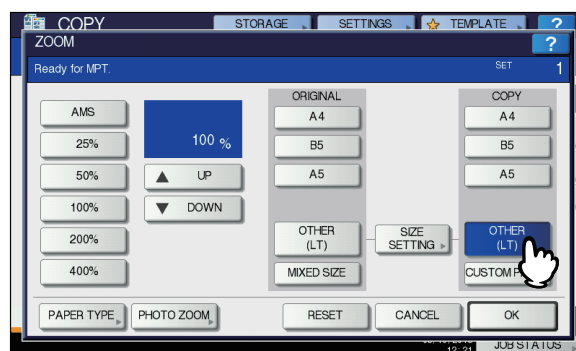 COPY STORAGE SETTINGS TEMPLATE ?
ZOOM ?
Ready for MPT. SET 1
ORIGINAL COPY
AMS A4 A4
25% 100 % B5 B5
50% UP A5 A5
100% DOWN
200% OTHER SIZE OTHER
(LT) SETTING (LT)
400% MIXED SIZE
PAPER TYPE PHOTO ZOOM RESET CANCEL OK
JOB STATUS